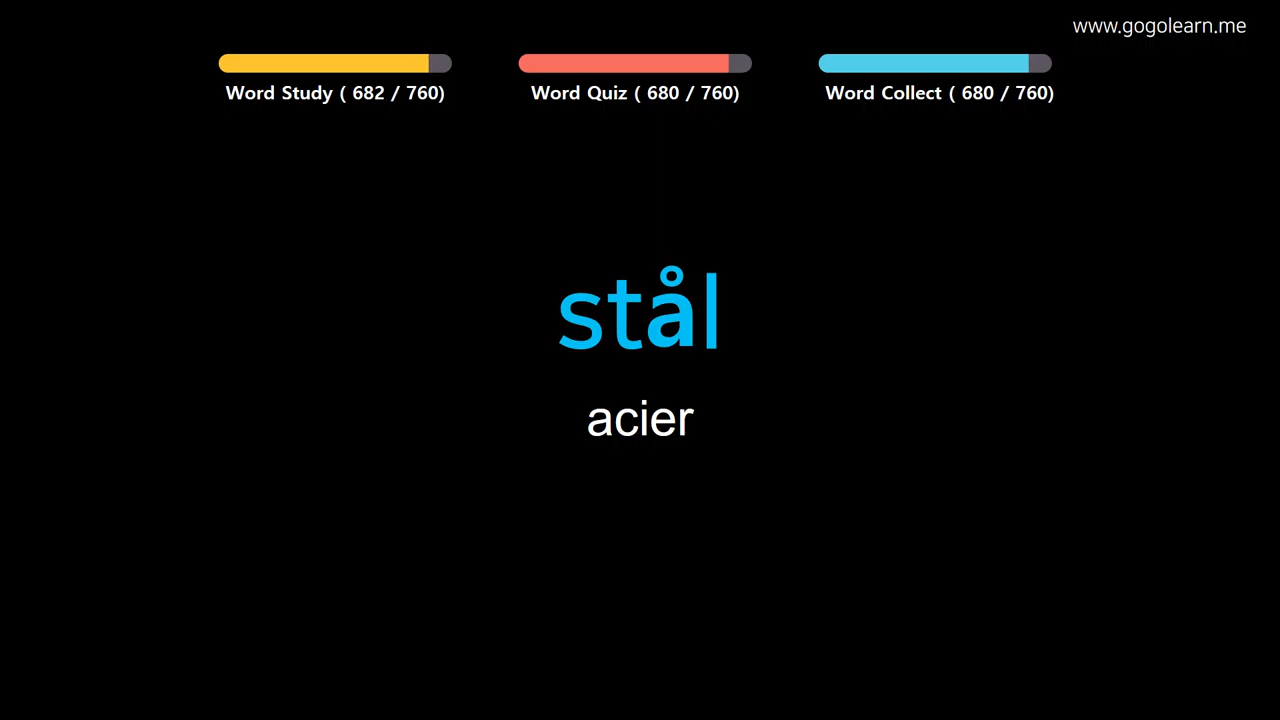 www.gogolearn.me
Word Study ( 682 / 760)
Word Quiz ( 680 / 760)
Word Collect ( 680 / 760)
stål
acier